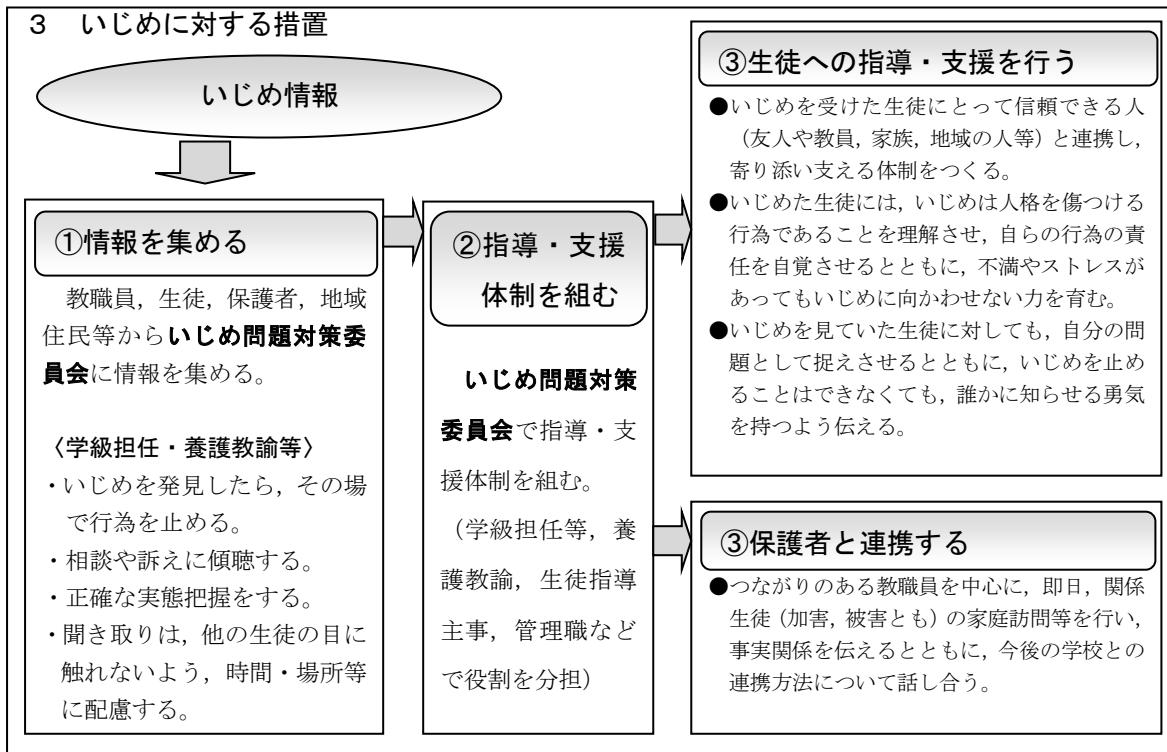 ３　いじめに対する措置
いじめ情報
①情報を集める
教職員，生徒，保護者，地域
住民等からいじめ問題対策委
員会に情報を集める。
〈学級担任・養護教諭等〉
・いじめを発見したら，その場
で行為を止める。
・相談や訴えに傾聴する。
・正確な実態把握をする。
・聞き取りは，他の生徒の目に
触れないよう，時間・場所等
に配慮する。
②指導・支援
体制を組む
いじめ問題対策
委員会で指導・支
援体制を組む。
（学級担任等，養
護教諭，生徒指導
主事，管理職など
で役割を分担）
③生徒への指導・支援を行う
●いじめを受けた生徒にとって信頼できる人
（友人や教員，家族，地域の人等）と連携し，
寄り添い支える体制をつくる。
●いじめた生徒には，いじめは人格を傷つける
行為であることを理解させ，自らの行為の責
任を自覚させるとともに，不満やストレスが
あってもいじめに向かわせない力を育む。
●いじめを見ていた生徒に対しても，自分の問
題として捉えさせるとともに，いじめを止め
ることはできなくても，誰かに知らせる勇気
を持つよう伝える。
③保護者と連携する
●つながりのある教職員を中心に，即日，関係
生徒（加害，被害とも）の家庭訪問等を行い，
事実関係を伝えるとともに，今後の学校との
連携方法について話し合う。